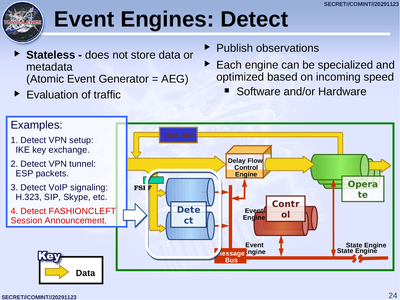 SECRET//COMINT//20291123
Event Engines: Detect
Stateless - does not store data or
metadata
(Atomic Event Generator = AEG)
Evaluation of traffic
Publish observations
Each engine can be specialized and
optimized based on incoming speed
Software and/or Hardware
Examples:
1. Detect VPN setup:
IKE key exchange.
2. Detect VPN tunnel:
ESP packets.
3. Detect VoIP signaling:
H.323, SIP, Skype, etc.
4. Detect FASHIONCLEFT
Session Announcement.
Delay Flow
Control
Engine
Opera
te
Dete
ct
Contr
ol
Event
Engine
Event
Engine
Message
Bus
State Engine
State Engine
Key
Data
SECRET//COMINT//20291123
24